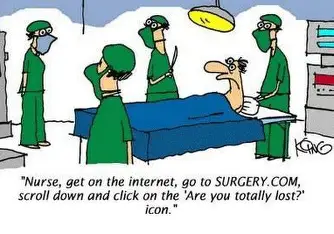 KING
"Nurse, get on the internet, go to SURGERY.COM,
scroll down and click on the 'Are you totally lost?'
icon."